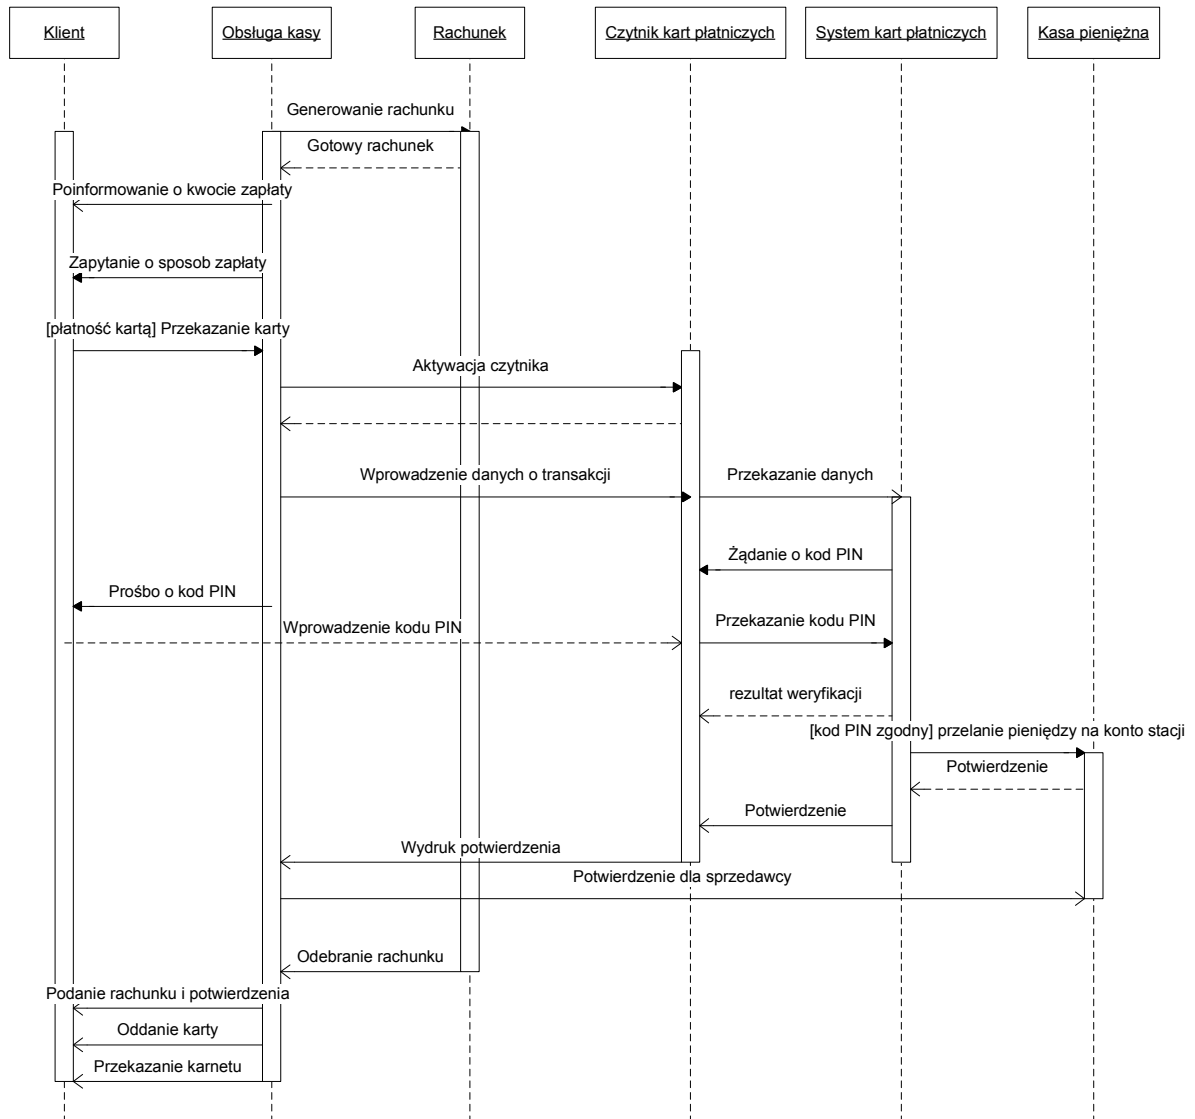 Klient
Obsługa kasy
Rachunek
Czytnik kart płatniczych
System kart płatniczych
Kasa pieniężna
Generowanie rachunku
Gotowy rachunek
Poinformowanie o kwocie zapłaty
Zapytanie o sposob zapłaty
[płatność kartą] Przekazanie karty
Aktywacja czytnika
Wprowadzenie danych o transakcji
Przekazanie danych
Żądanie o kod PIN
Prośbo o kod PIN
Wprowadzenie kodu PIN
Przekazanie kodu PIN
rezultat weryfikacji
[kod PIN zgodny] przelanie pieniędzy na konto stacji
Potwierdzenie
Potwierdzenie
Wydruk potwierdzenia
Potwierdzenie dla sprzedawcy
Odebranie rachunku
Podanie rachunku i potwierdzenia
Oddanie karty
Przekazanie karnetu